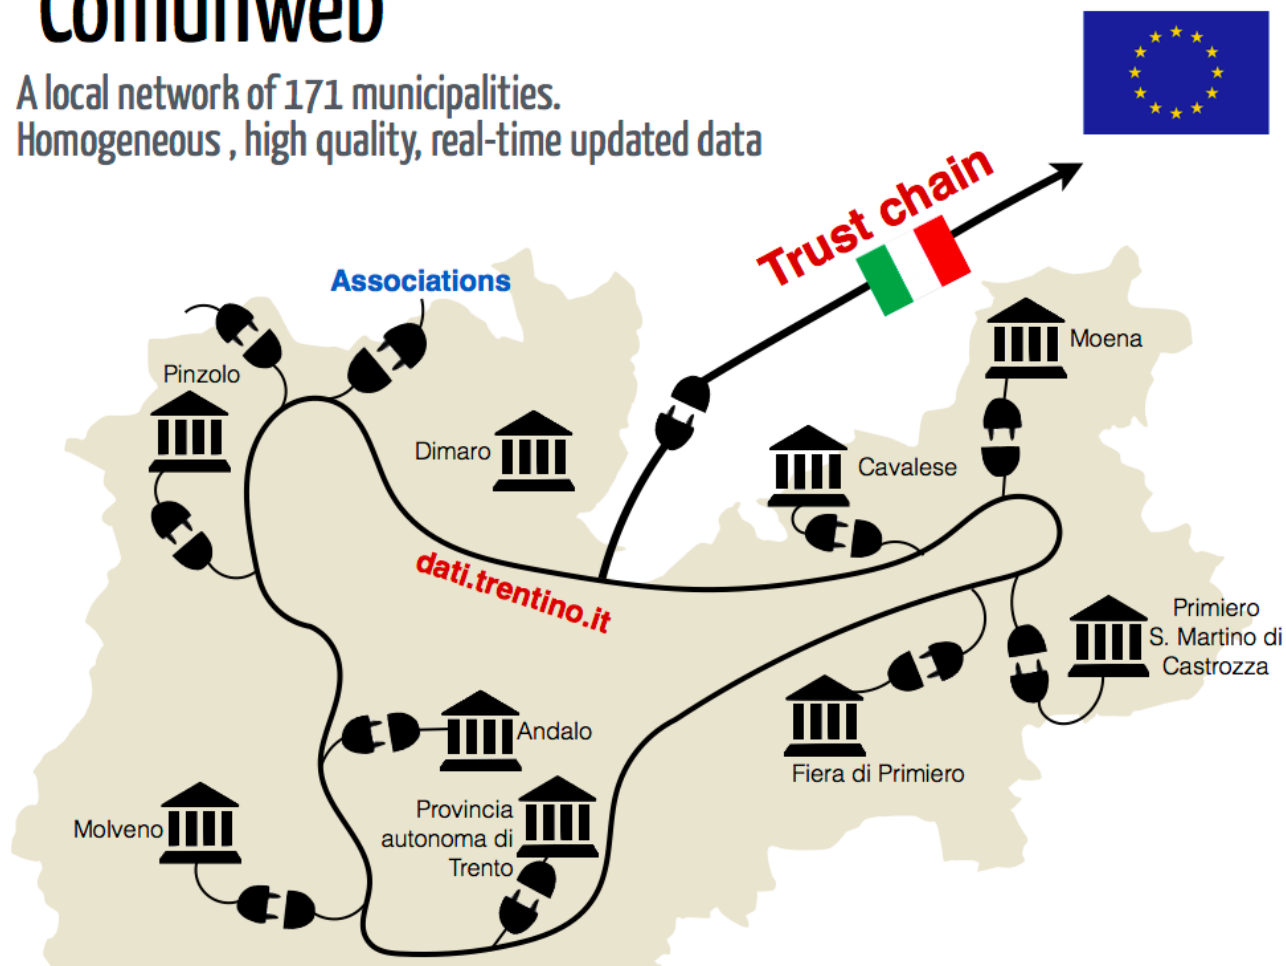 Comunweb
A local network of 171 municipalities.
Homogeneous , high quality, real-time updated data
Trust chain
Associations
Moena
Pinzolo
Dimaro
Cavalese
dati.trentino.it
Primiero
S. Martino di
Castrozza
Andalo
Fiera di Primiero
Provincia
autonoma di
Trento
Molveno